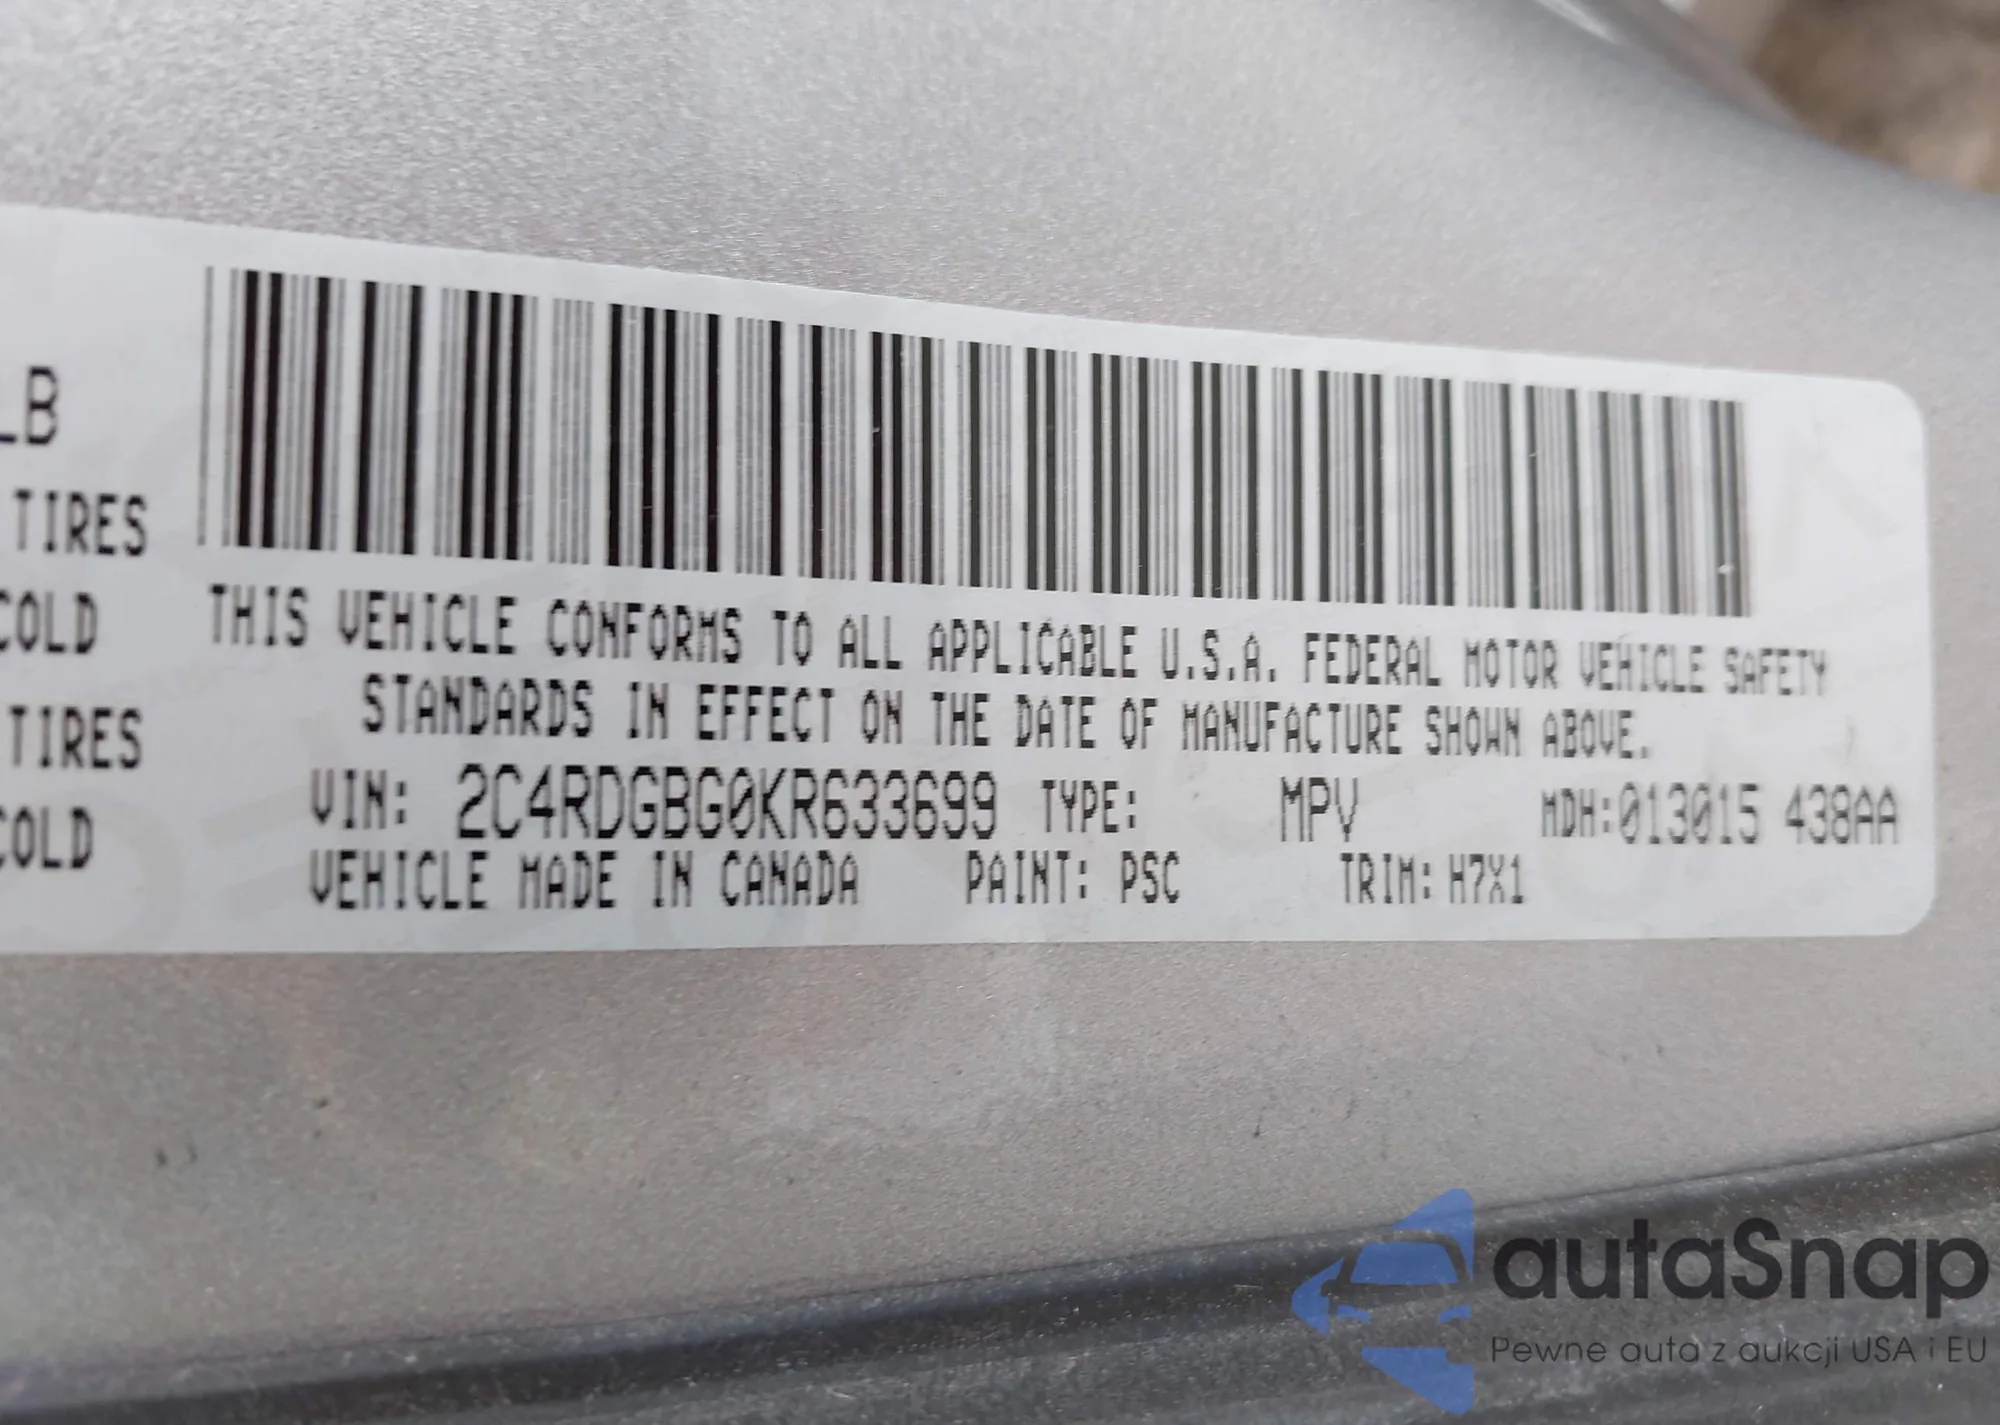 LB
TIRES
COLD
TIRES
COLD
THIS VEHICLE CONFORMS TO ALL APPLICABLE U.S.A. FEDERAL MOTOR VEHICLE SAFETY
STANDARDS IN EFFECT ON THE DATE OF MANUFACTURE SHOWN ABOVE.
VIN: 2C4RDGBG0KR633699 TYPE: MPV MDH:013015 438AA
VEHICLE MADE IN CANADA PAINT: PSC TRIM: H7X1
autaSnap
Pewne auta z aukcji USA i EU